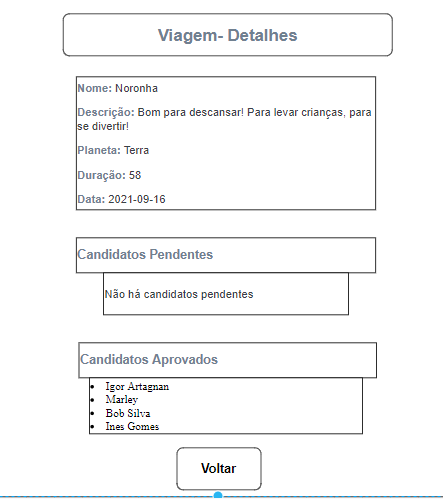 Viagem- Detalhes
Nome: Noronha
Descrição: Bom para descansar! Para levar crianças, para
se divertir!
Planeta: Terra
Duração: 58
Data: 2021-09-16
Candidatos Pendentes
Não há candidatos pendentes
Candidatos Aprovados
Igor Artagnan
Marley
Bob Silva
Ines Gomes
Voltar